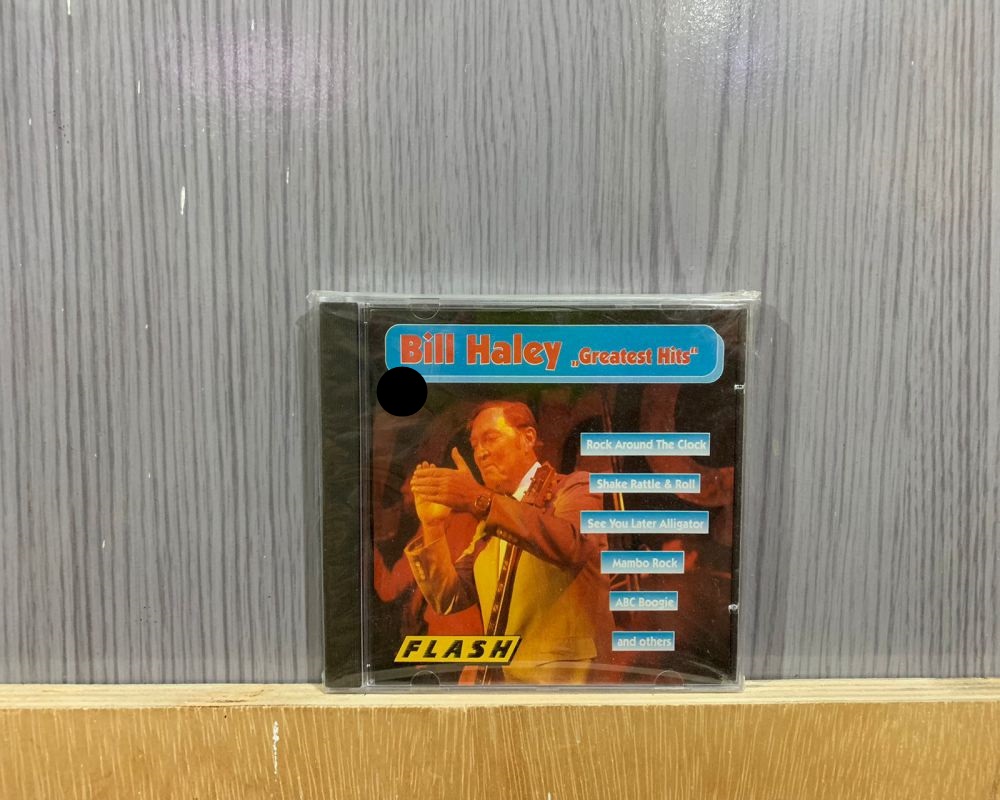 Bill Haley „Greatest Hits“
Rock Around The Clock
Shake Rattle & Roll
See You Later Alligator
Mambo Rock
ABC Boogie
and others
FLASH